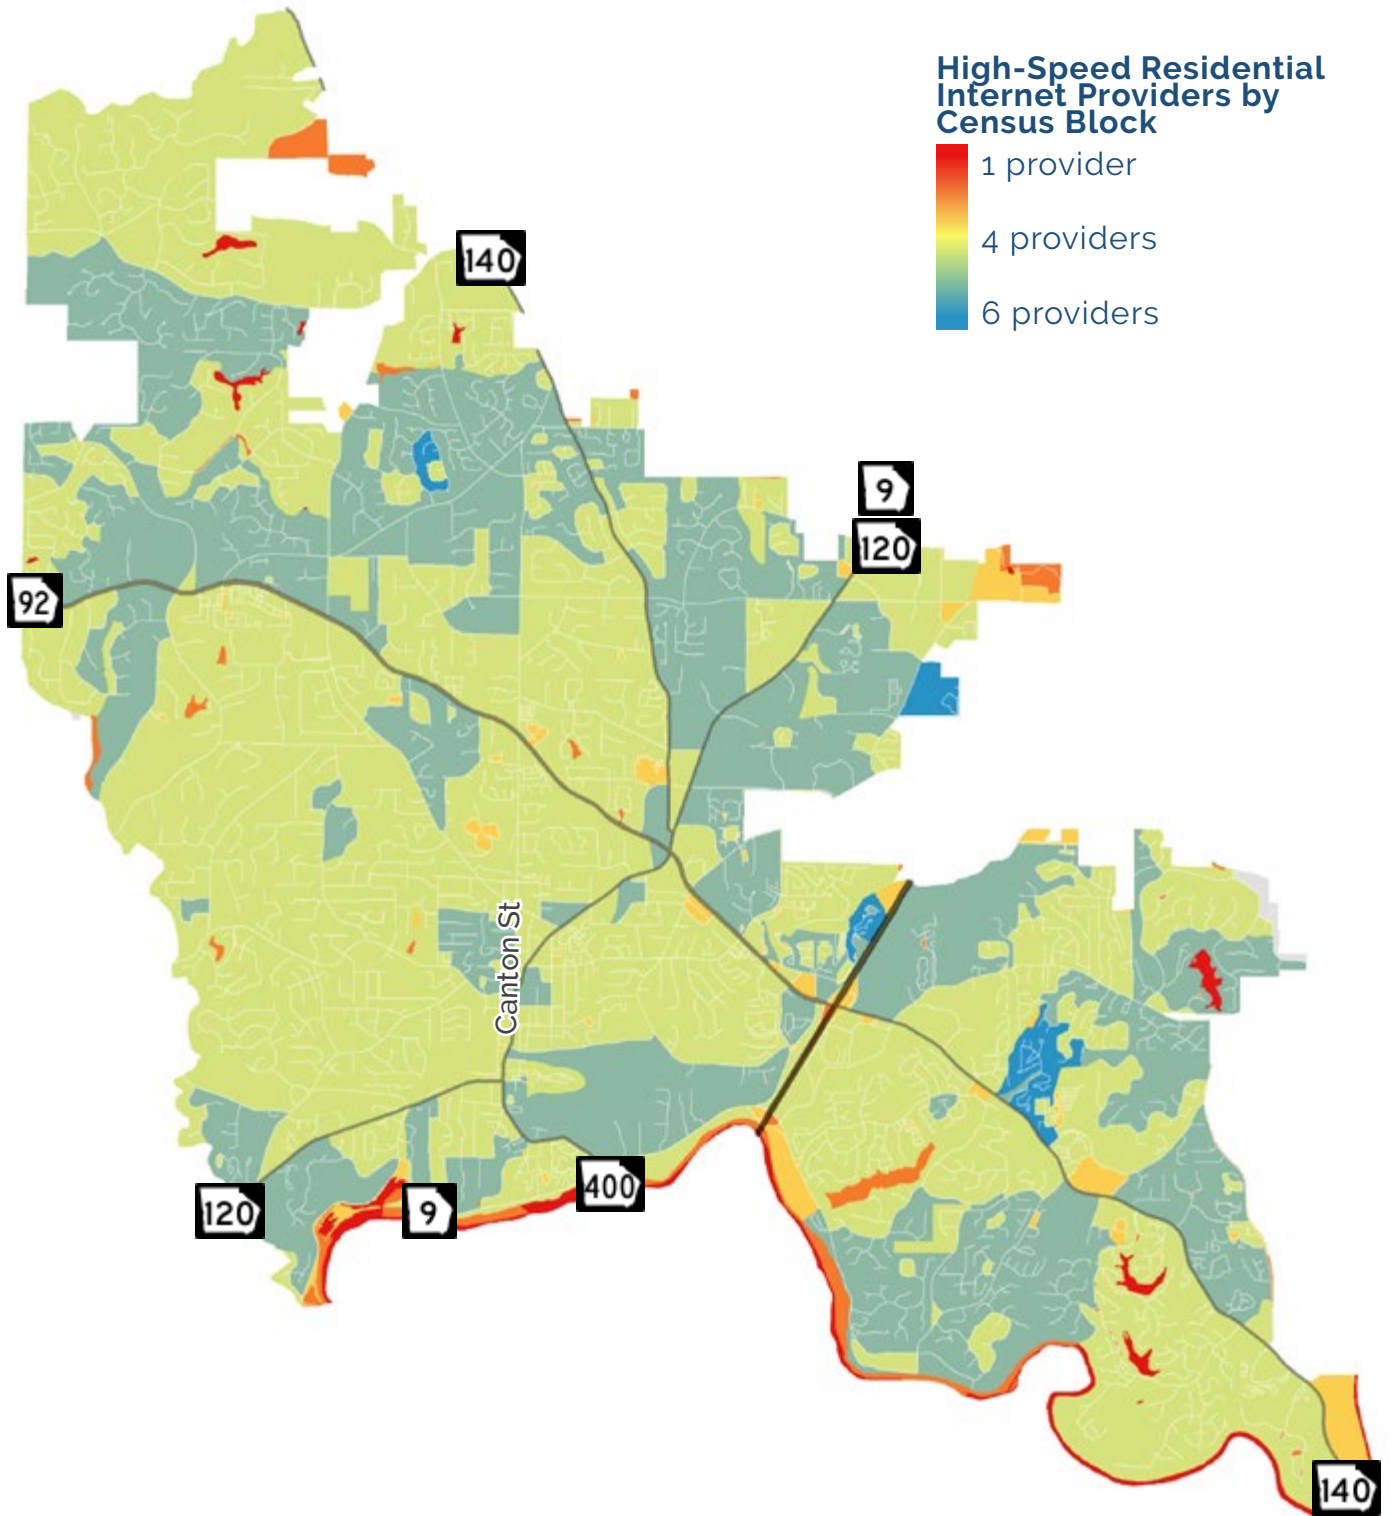 High-Speed Residential
Internet Providers by
Census Block
1 provider
4 providers
6 providers
140
9
120
92
Canton St
400
120
9
140